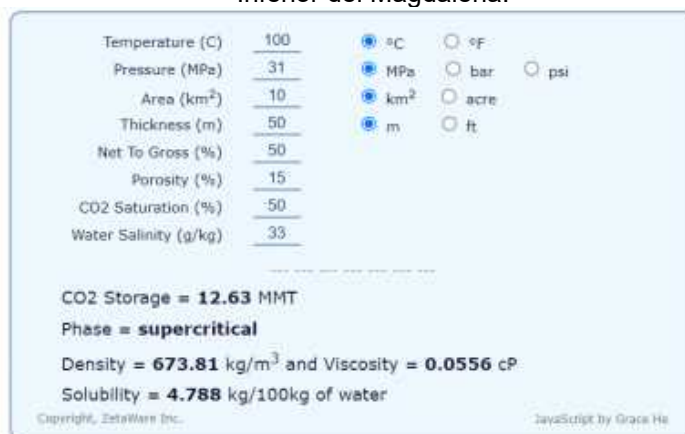 inferior del Magdalena.
Temperature (C) 100 °C °F
Pressure (MPa) 31 MPa bar psi
Area (km²) 10 km² acre
Thickness (m) 50 m ft
Net To Gross (%) 50
Porosity (%) 15
CO2 Saturation (%) 50
Water Salinity (g/kg) 33
--- --- --- --- --- --- ---
CO2 Storage = 12.63 MMT
Phase = supercritical
Density = 673.81 kg/m³ and Viscosity = 0.0556 cP
Solubility = 4.788 kg/100kg of water
Copyright, ZetaWare Inc. JavaScript by Grace He